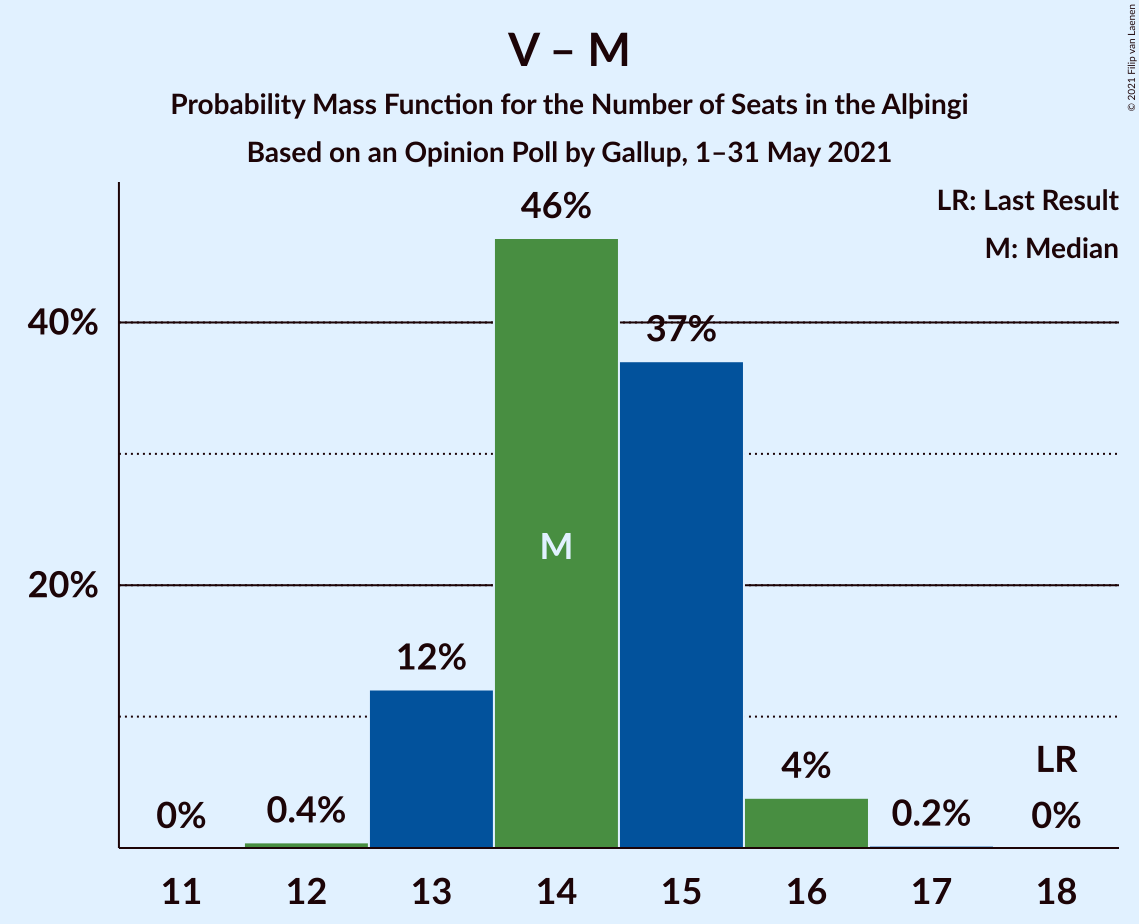 V – M
Probability Mass Function for the Number of Seats in the Alþingi
Based on an Opinion Poll by Gallup, 1–31 May 2021
© 2021 Filip van Laenen
LR: Last Result
M: Median
46%
40%
37%
M
20%
12%
4%
LR
0%
0.4%
0.2%
0%
11 12 13 14 15 16 17 18